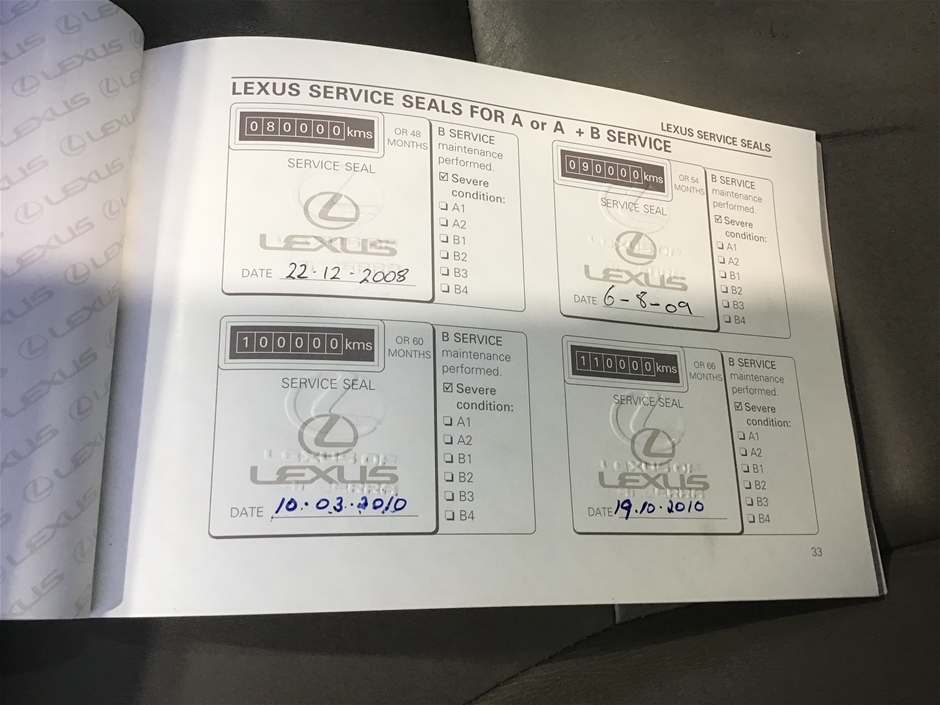 LEXUS SERVICE SEALS FOR A or A + B SERVICE
LEXUS SERVICE SEALS
080000 kms
OR 48
MONTHS
SERVICE SEAL
LEXUS
DATE 22-12-2008
B SERVICE
maintenance
performed.
☑ Severe
condition:
❏ A1
❏ A2
❏ B1
❏ B2
❏ B3
❏ B4
090000 kms
OR 54
MONTHS
SERVICE SEAL
LEXUS
DATE 6-8-09
B SERVICE
maintenance
performed.
☑ Severe
condition:
❏ A1
❏ A2
❏ B1
❏ B2
❏ B3
❏ B4
100000 kms
OR 60
MONTHS
SERVICE SEAL
LEXUS
DATE 10.03.2010
B SERVICE
maintenance
performed.
☑ Severe
condition:
❏ A1
❏ A2
❏ B1
❏ B2
❏ B3
❏ B4
110000 kms
OR 66
MONTHS
SERVICE SEAL
LEXUS
DATE 19.10.2010
B SERVICE
maintenance
performed.
☑ Severe
condition:
❏ A1
❏ A2
❏ B1
❏ B2
❏ B3
❏ B4
33